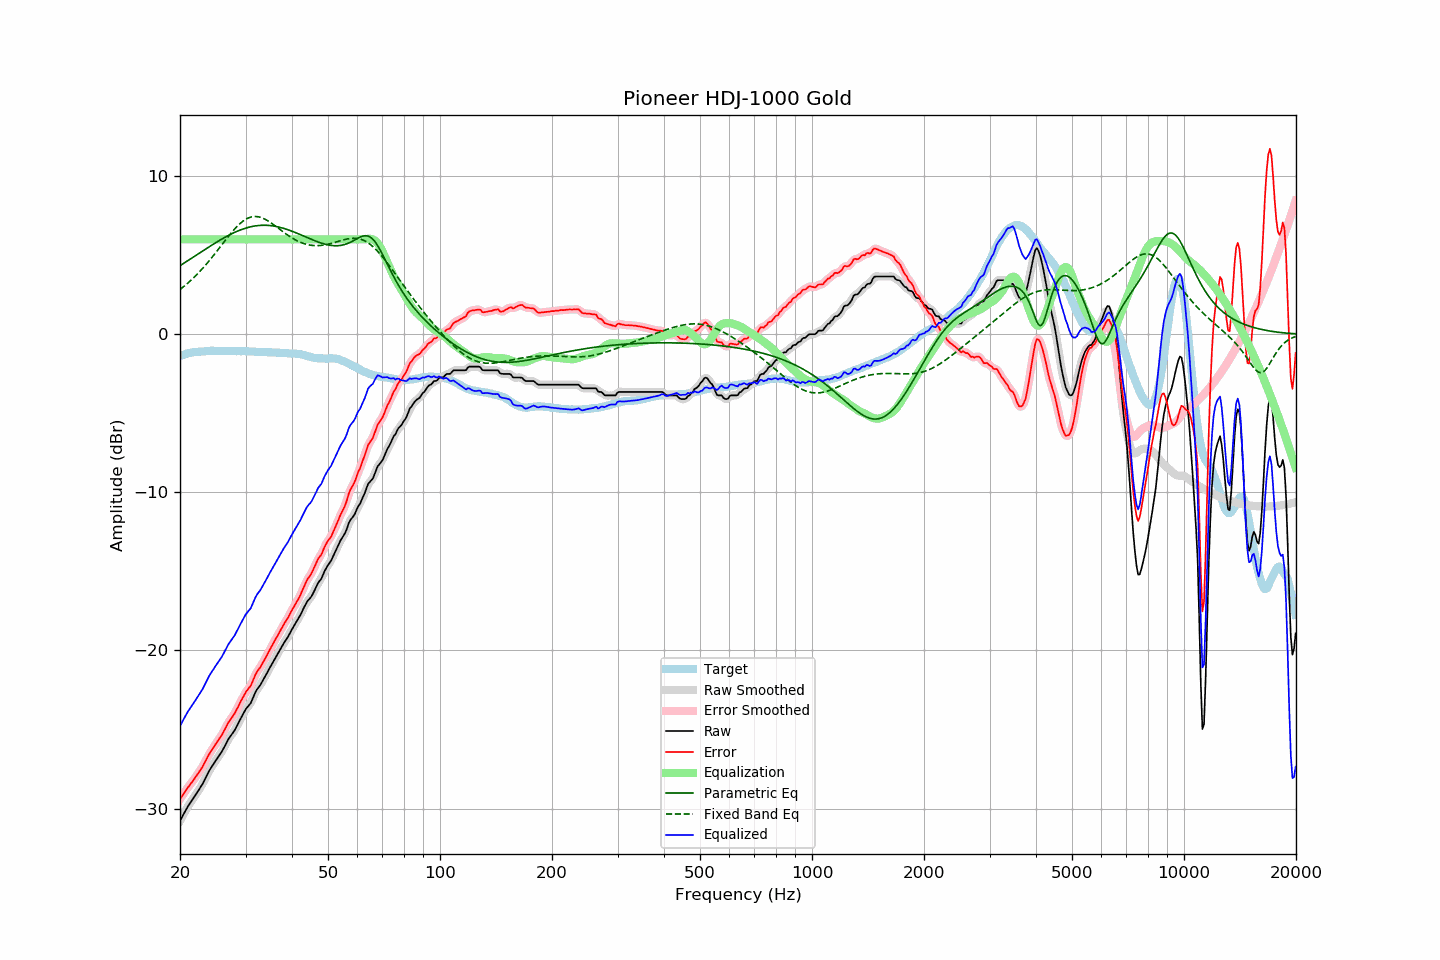 Pioneer HDJ-1000 Gold
Amplitude (dBr)
10
0
−10
−20
−30
Target
Raw Smoothed
Error Smoothed
Raw
Error
Equalization
Parametric Eq
Fixed Band Eq
Equalized
20 50 100 200 500 1000 2000 5000 10000 20000
Frequency (Hz)